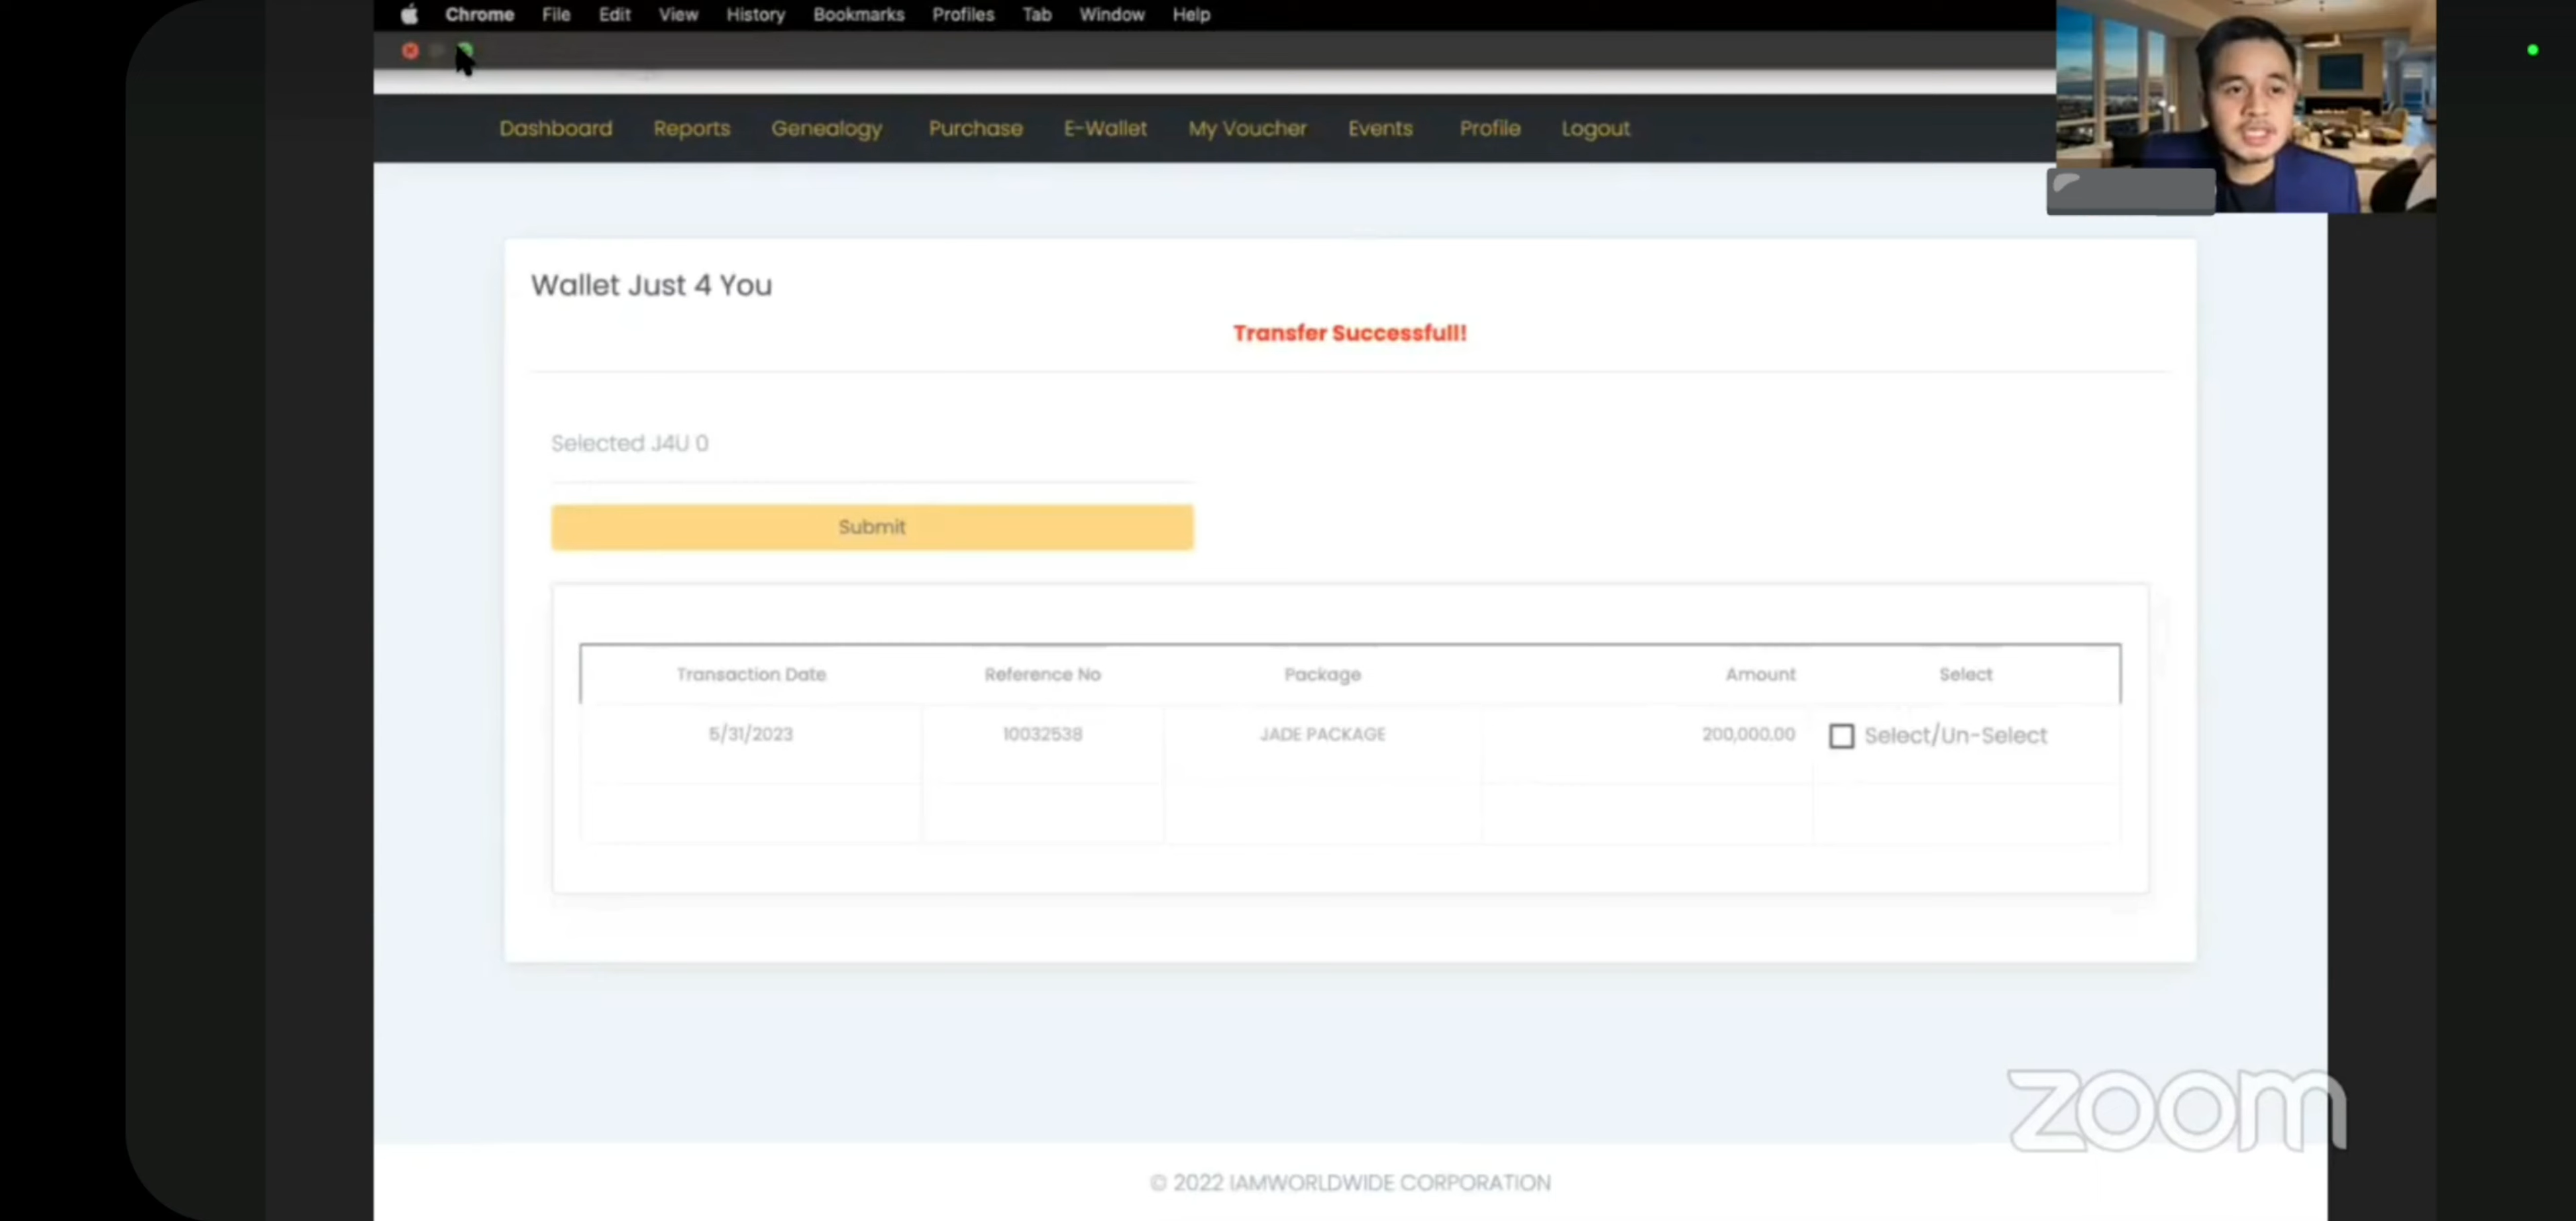 Chrome File Edit View History Bookmarks Profiles Tab Window Help
Dashboard Reports Genealogy Purchase E-Wallet My Voucher Events Profile Logout
Wallet Just 4 You
Transfer Successfull!
Selected J4U 0
Submit
Transaction Date Reference No Package Amount Select
5/31/2023 10032538 JADE PACKAGE 200,000.00 Select/Un-Select
zoom
© 2022 IAMWORLDWIDE CORPORATION